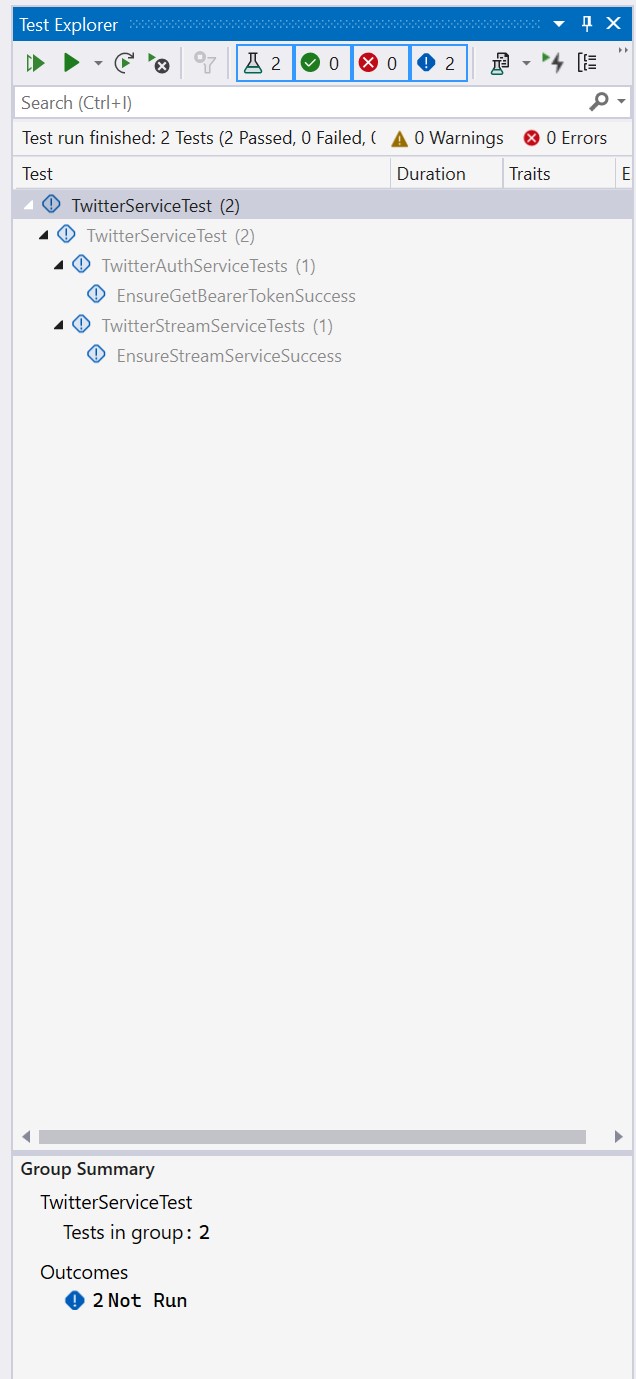 Test Explorer
2 0 0 2
Search (Ctrl+I)
Test run finished: 2 Tests (2 Passed, 0 Failed, 0 Warnings 0 Errors
Test Duration Traits E
TwitterServiceTest (2)
TwitterServiceTest (2)
TwitterAuthServiceTests (1)
EnsureGetBearerTokenSuccess
TwitterStreamServiceTests (1)
EnsureStreamServiceSuccess
Group Summary
TwitterServiceTest
Tests in group: 2
Outcomes
2 Not Run